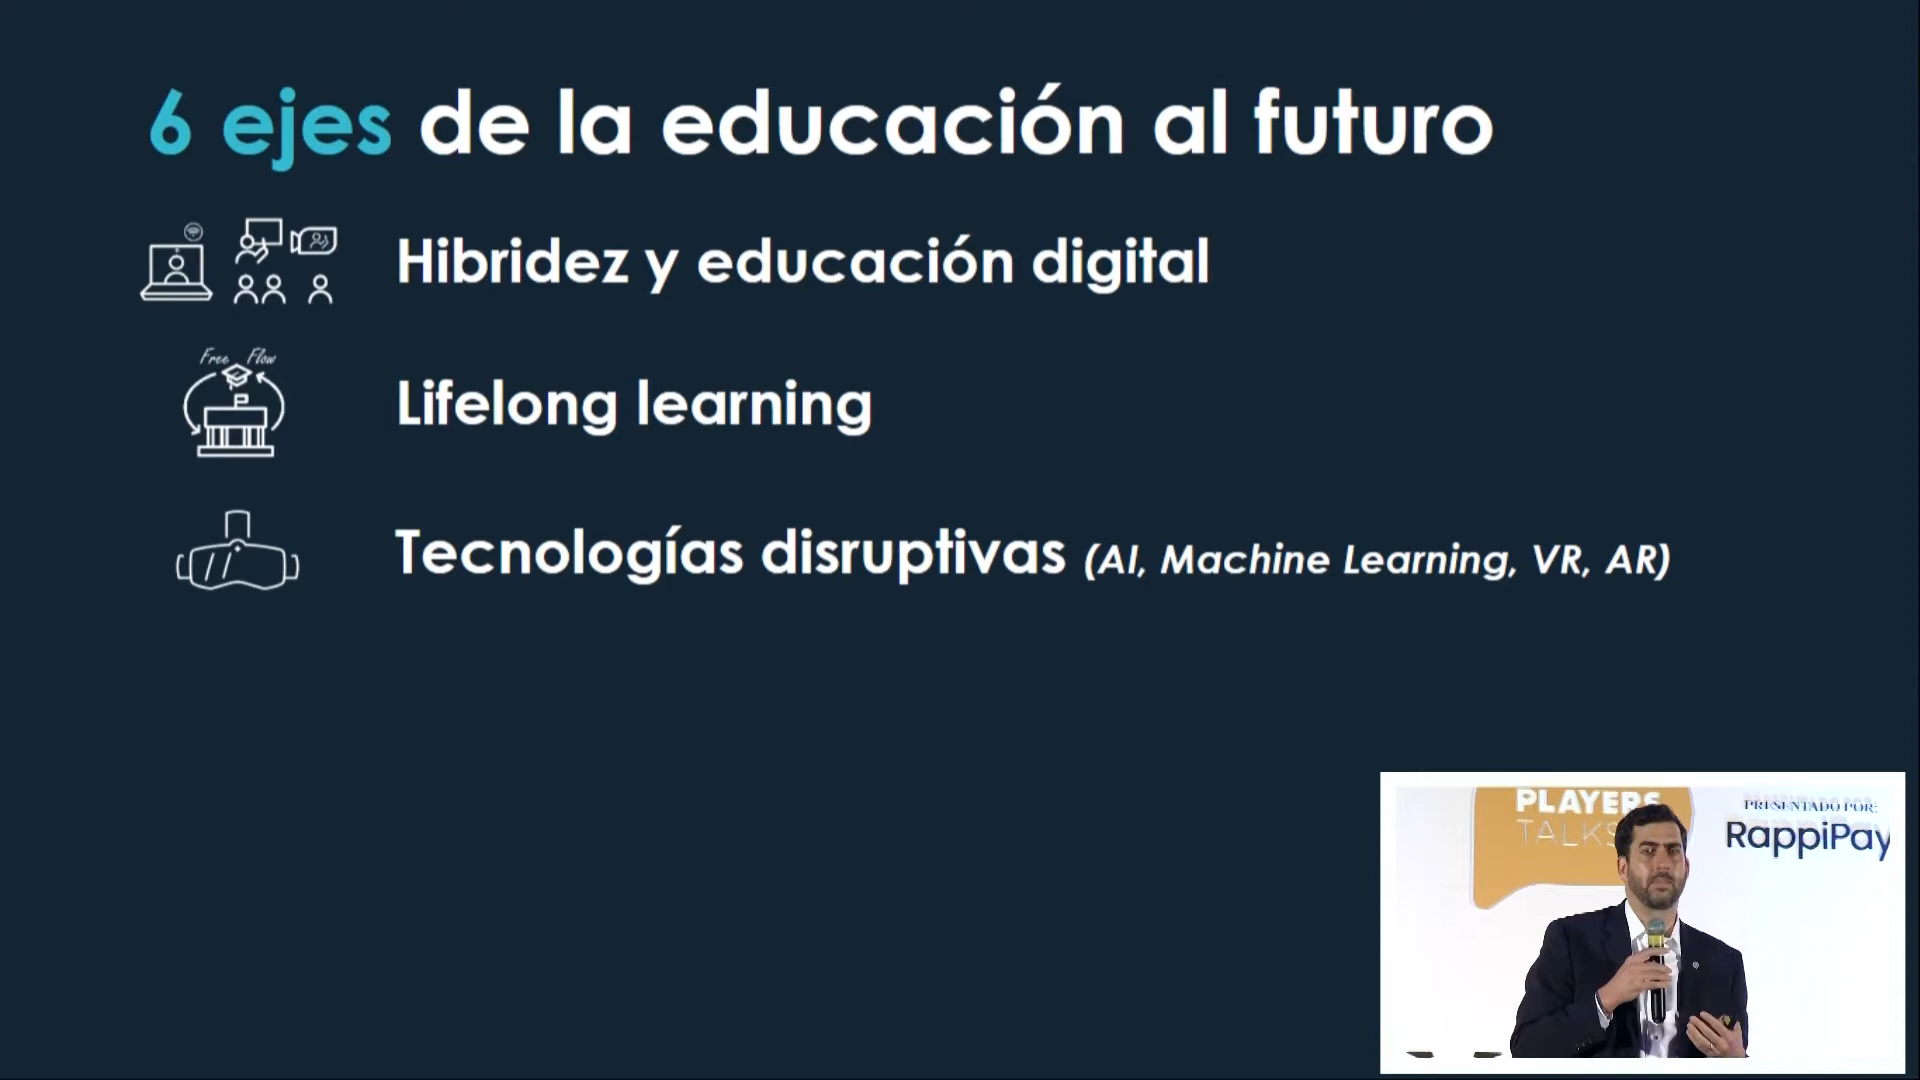 6 ejes de la educación al futuro
Hibridez y educación digital
Free Flow
Lifelong learning
Tecnologías disruptivas (AI, Machine Learning, VR, AR)
PLAYERS
TALKS
PRESENTADO POR:
RappiPay